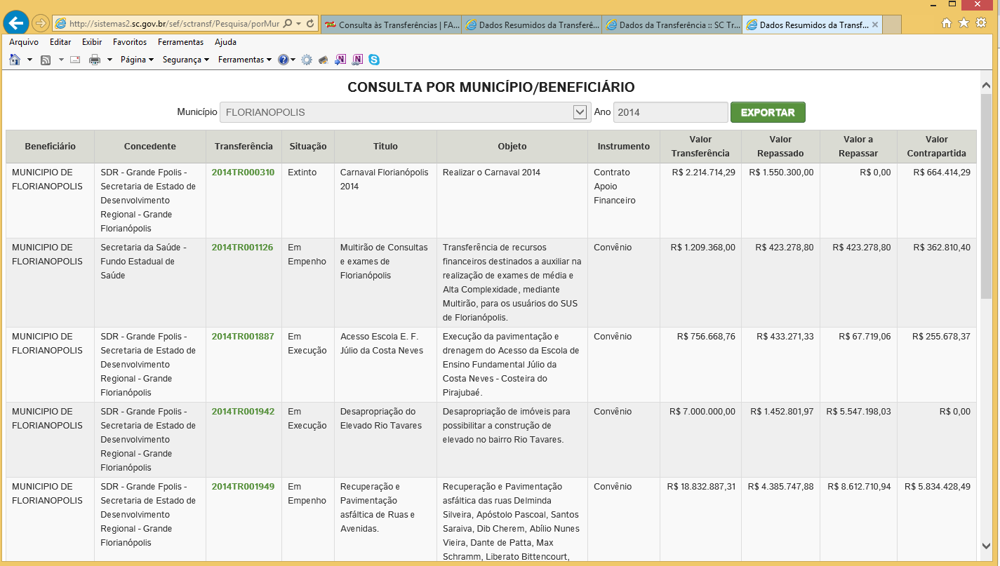 http://sistemas2.sc.gov.br/sef/sctransf/Pesquisa/porMur
Consulta às Transferências | FA...
Dados Resumidos da Transferê...
Dados da Transferência :: SC Tr...
Dados Resumidos da Transf...
Arquivo Editar Exibir Favoritos Ferramentas Ajuda
Página Segurança Ferramentas
CONSULTA POR MUNICÍPIO/BENEFICIÁRIO
Município FLORIANOPOLIS Ano 2014 EXPORTAR
Beneficiário
Concedente
Transferência
Situação
Título
Objeto
Instrumento
Valor
Transferência
Valor
Repassado
Valor a
Repassar
Valor
Contrapartida
MUNICIPIO DE
FLORIANOPOLIS
SDR - Grande Fpolis -
Secretaria de Estado de
Desenvolvimento
Regional - Grande
Florianópolis
2014TR000310
Extinto
Carnaval Florianópolis
2014
Realizar o Carnaval 2014
Contrato
Apoio
Financeiro
R$ 2.214.714,29
R$ 1.550.300,00
R$ 0,00
R$ 664.414,29
MUNICIPIO DE
FLORIANOPOLIS
Secretaria da Saúde -
Fundo Estadual de
Saúde
2014TR001126
Em
Empenho
Multirão de Consultas
e exames de
Florianópolis
Transferência de recursos
financeiros destinados a auxiliar na
realização de exames de média e
Alta Complexidade, mediante
Multirão, para os usuários do SUS
de Florianópolis.
Convênio
R$ 1.209.368,00
R$ 423.278,80
R$ 423.278,80
R$ 362.810,40
MUNICIPIO DE
FLORIANOPOLIS
SDR - Grande Fpolis -
Secretaria de Estado de
Desenvolvimento
Regional - Grande
Florianópolis
2014TR001887
Em
Execução
Acesso Escola E. F.
Júlio da Costa Neves
Execução da pavimentação e
drenagem do Acesso da Escola de
Ensino Fundamental Júlio da
Costa Neves - Costeira do
Pirajubaé.
Convênio
R$ 756.668,76
R$ 433.271,33
R$ 67.719,06
R$ 255.678,37
MUNICIPIO DE
FLORIANOPOLIS
SDR - Grande Fpolis -
Secretaria de Estado de
Desenvolvimento
Regional - Grande
Florianópolis
2014TR001942
Em
Execução
Desapropriação do
Elevado Rio Tavares
Desapropriação de imóveis para
possibilitar a construção de
elevado no bairro Rio Tavares.
Convênio
R$ 7.000.000,00
R$ 1.452.801,97
R$ 5.547.198,03
R$ 0,00
MUNICIPIO DE
FLORIANOPOLIS
SDR - Grande Fpolis -
Secretaria de Estado de
Desenvolvimento
Regional - Grande
Florianópolis
2014TR001949
Em
Empenho
Recuperação e
Pavimentação
asfáltica de Ruas e
Avenidas.
Recuperação e Pavimentação
asfáltica das ruas Delminda
Silveira, Apóstolo Pascoal, Santos
Saraiva, Dib Cherem, Abílio Nunes
Vieira, Dante de Patta, Max
Schramm, Liberato Bittencourt,
Convênio
R$ 18.832.887,31
R$ 4.385.747,88
R$ 8.612.710,94
R$ 5.834.428,49